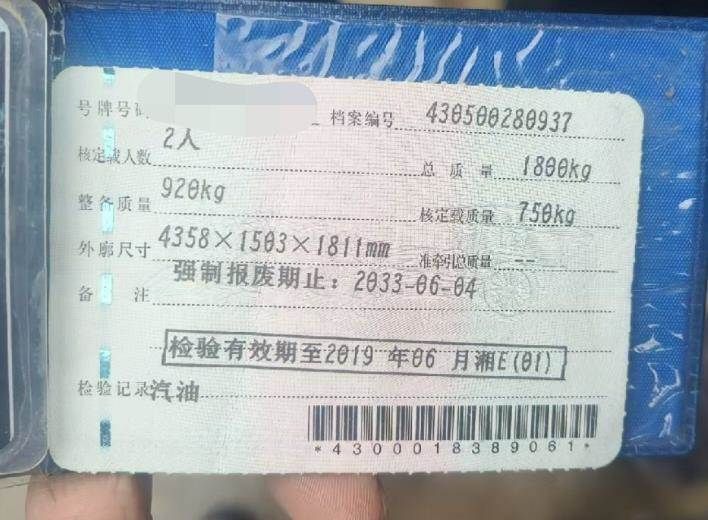 号牌号码 档案编号 430500280937
核定载人数 2人 总质量 1800kg
整备质量 920kg 核定载质量 750kg
外廓尺寸 4358×1503×1811mm 准牵引总质量 --
备注 强制报废期止：2033-06-04
检验有效期至2019年06月湘E(01)
检验记录 汽油
*4300018389061*